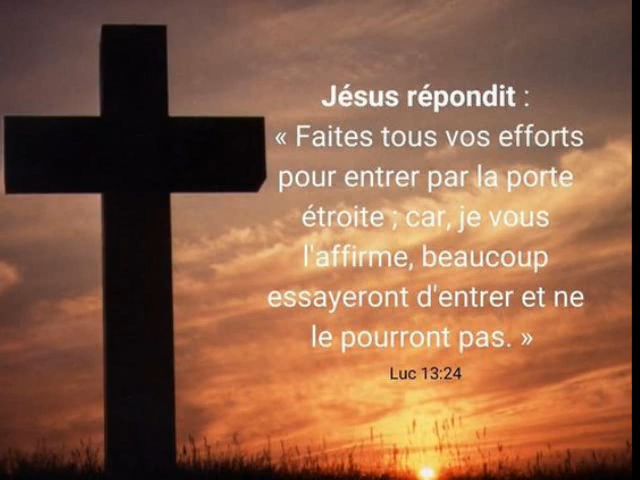 Jésus répondit :
« Faites tous vos efforts
pour entrer par la porte
étroite ; car, je vous
l'affirme, beaucoup
essayeront d'entrer et ne
le pourront pas. »
Luc 13:24